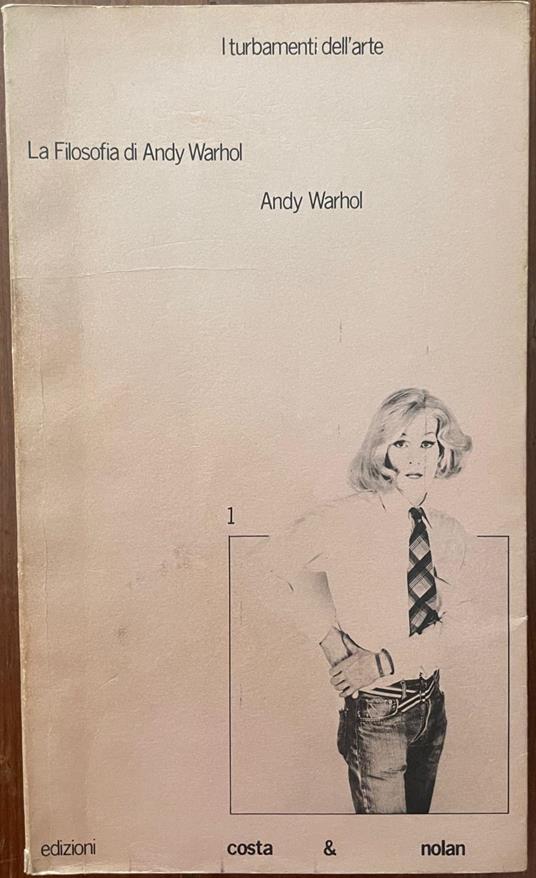 I turbamenti dell'arte
La Filosofia di Andy Warhol
Andy Warhol
1
edizioni costa & nolan